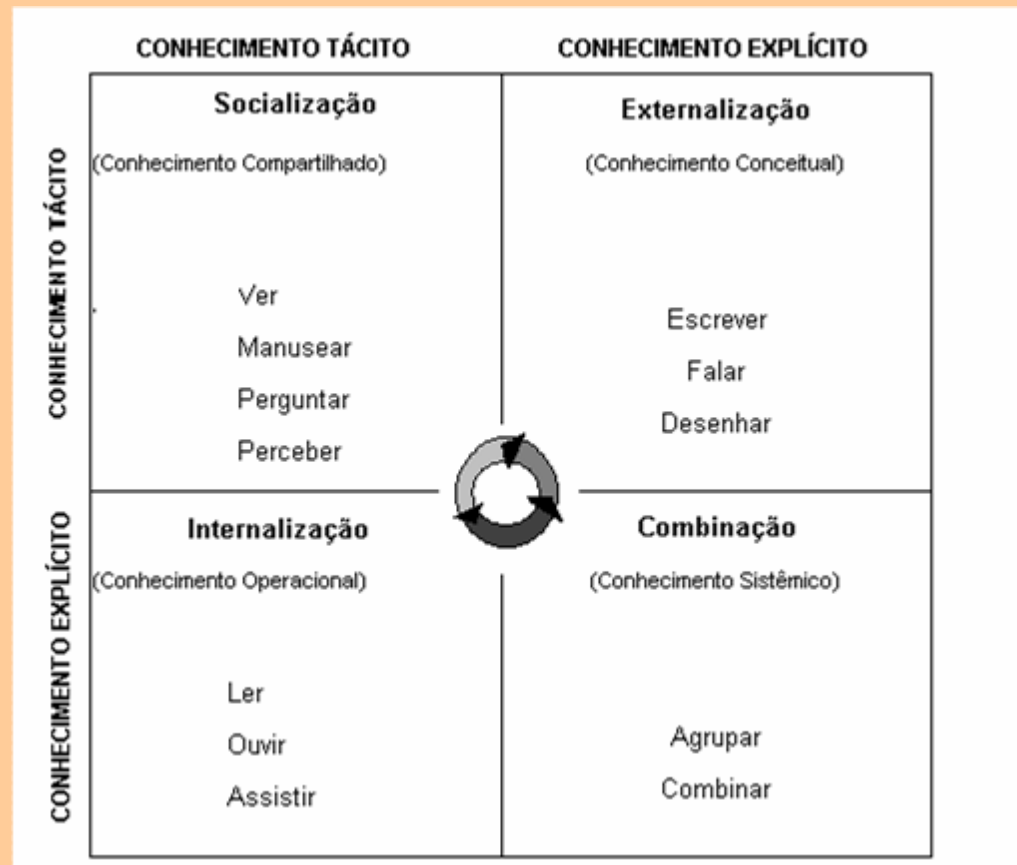 CONHECIMENTO TÁCITO
CONHECIMENTO EXPLÍCITO
CONHECIMENTO TÁCITO
Socialização
(Conhecimento Compartilhado)
Ver
Manusear
Perguntar
Perceber
Externalização
(Conhecimento Conceitual)
Escrever
Falar
Desenhar
CONHECIMENTO EXPLÍCITO
Internalização
(Conhecimento Operacional)
Ler
Ouvir
Assistir
Combinação
(Conhecimento Sistêmico)
Agrupar
Combinar